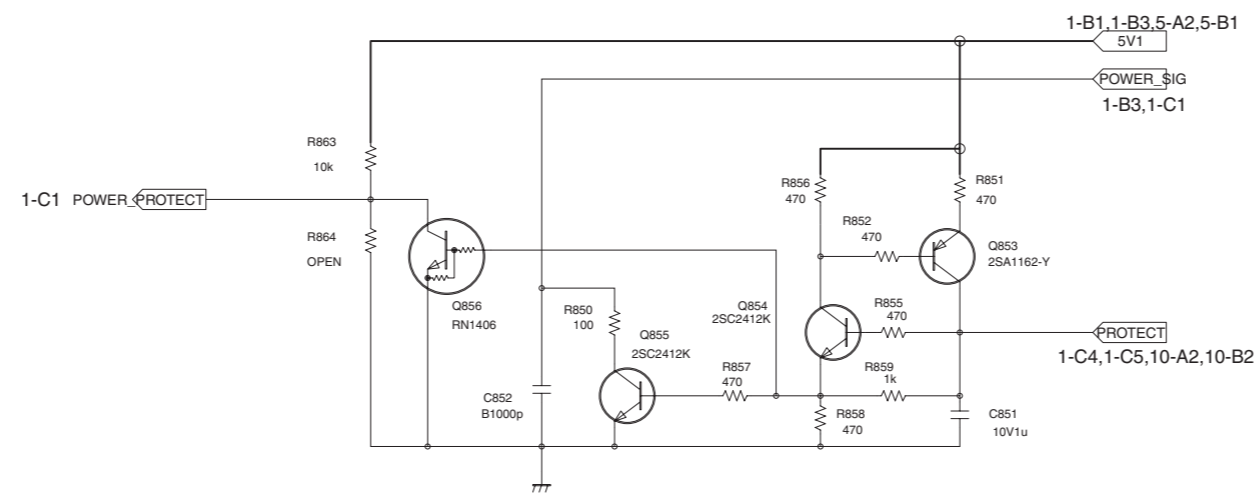 1-B1,1-B3,5-A2,5-B1
5V1
POWER_SIG
1-B3,1-C1
R863
10k
1-C1 POWER_PROTECT
R864
OPEN
Q856
RN1406
R850
100
C852
B1000p
Q855
2SC2412K
R857
470
Q854
2SC2412K
R856
470
R852
470
R851
470
Q853
2SA1162-Y
R855
470
PROTECT
1-C4,1-C5,10-A2,10-B2
R859
1k
R858
470
C851
10V1u